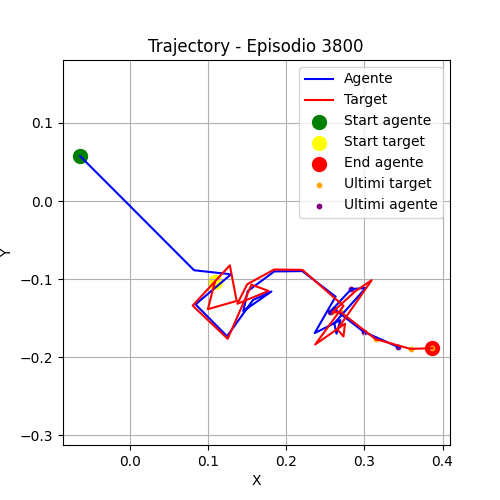 Trajectory - Episodio 3800
Agente
Target
Start agente
Start target
End agente
Ultimi target
Ultimi agente
0.1
0.0
−0.1
−0.2
−0.3
Y
0.0
0.1
0.2
0.3
0.4
X